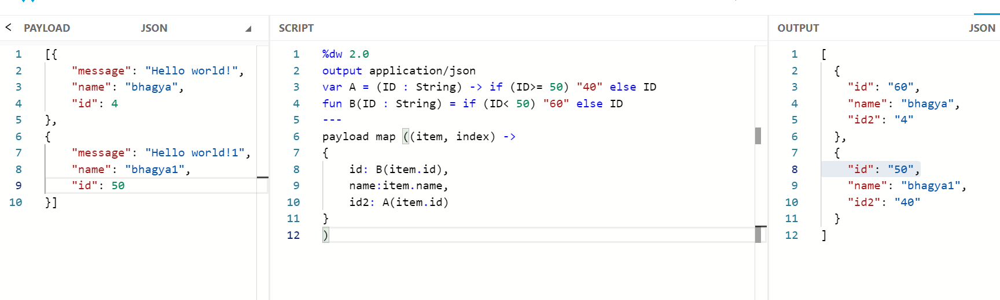 PAYLOAD JSON
1 [{
2 "message": "Hello world!",
3 "name": "bhagya",
4 "id": 4
5 },
6 {
7 "message": "Hello world!1",
8 "name": "bhagya1",
9 "id": 50
10 }]
SCRIPT
1 %dw 2.0
2 output application/json
3 var A = (ID : String) -> if (ID>= 50) "40" else ID
4 fun B(ID : String) = if (ID< 50) "60" else ID
5 ---
6 payload map ((item, index) ->
7 {
8 id: B(item.id),
9 name:item.name,
10 id2: A(item.id)
11 }
12 )
OUTPUT JSON
1 [
2 {
3 "id": "60",
4 "name": "bhagya",
5 "id2": "4"
6 },
7 {
8 "id": "50",
9 "name": "bhagya1",
10 "id2": "40"
11 }
12 ]